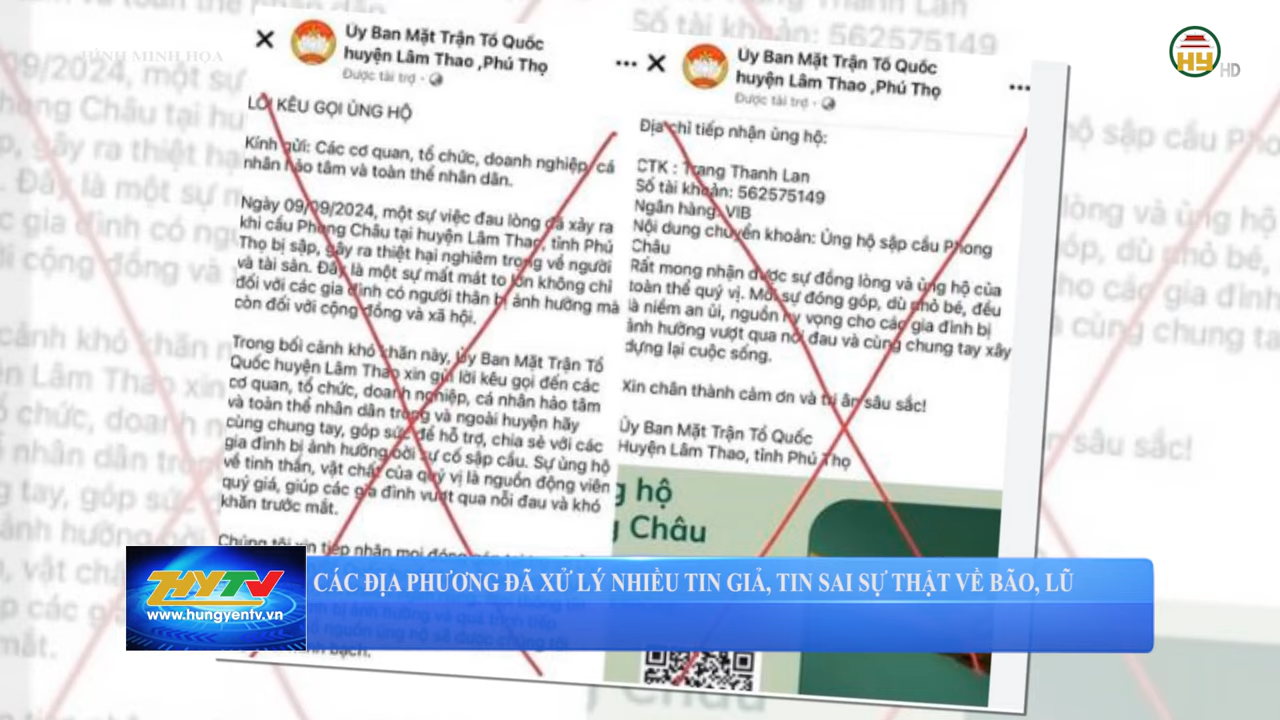 HÌNH MINH HỌA
HY HD
Ủy Ban Mặt Trận Tổ Quốc
huyện Lâm Thao ,Phú Thọ
Được tài trợ
LỜI KÊU GỌI ỦNG HỘ
Kính gửi: Các cơ quan, tổ chức, doanh nghiệp, cá
nhân hảo tâm và toàn thể nhân dân.
Ngày 09/09/2024, một sự việc đau lòng đã xảy ra
khi cầu Phong Châu tại huyện Lâm Thao, tỉnh Phú
Thọ bị sập, gây ra thiệt hại nghiêm trọng về người
và tài sản. Đây là một sự mất mát to lớn không chỉ
đối với các gia đình có người thân bị ảnh hưởng mà
còn đối với cộng đồng và xã hội.
Trong bối cảnh khó khăn này, Ủy Ban Mặt Trận Tổ
Quốc huyện Lâm Thao xin gửi lời kêu gọi đến các
cơ quan, tổ chức, doanh nghiệp, cá nhân hảo tâm
và toàn thể nhân dân trong và ngoài huyện hãy
cùng chung tay, góp sức để hỗ trợ, chia sẻ với các
gia đình bị ảnh hưởng bởi sự cố sập cầu. Sự ủng hộ
về tinh thần, vật chất của quý vị là nguồn động viên
quý giá, giúp các gia đình vượt qua nỗi đau và khó
khăn trước mắt.
Chúng tôi xin tiếp nhận mọi đóng góp
Ủy Ban Mặt Trận Tổ Quốc
huyện Lâm Thao ,Phú Thọ
Được tài trợ
Địa chỉ tiếp nhận ủng hộ:
CTK : Trang Thanh Lan
Số tài khoản: 562575149
Ngân hàng: VIB
Nội dung chuyển khoản: Ủng hộ sập cầu Phong
Châu
Rất mong nhận được sự đồng lòng và ủng hộ của
toàn thể quý vị. Mỗi sự đóng góp, dù nhỏ bé, đều
là niềm an ủi, nguồn hy vọng cho các gia đình bị
ảnh hưởng vượt qua nỗi đau và cùng chung tay xây
dựng lại cuộc sống.
Xin chân thành cảm ơn và tri ân sâu sắc!
Ủy Ban Mặt Trận Tổ Quốc
Huyện Lâm Thao, tỉnh Phú Thọ
g hộ
g Châu
HYTV
www.hungyentv.vn
CÁC ĐỊA PHƯƠNG ĐÃ XỬ LÝ NHIỀU TIN GIẢ, TIN SAI SỰ THẬT VỀ BÃO, LŨ